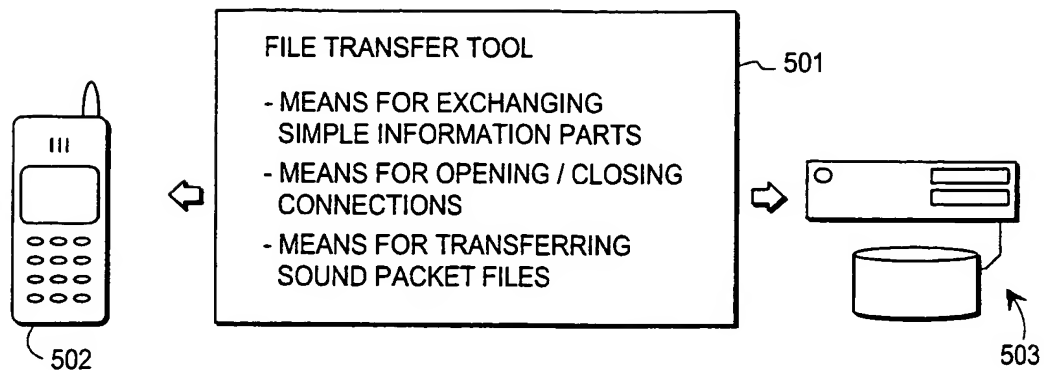 FILE TRANSFER TOOL
- MEANS FOR EXCHANGING
SIMPLE INFORMATION PARTS
- MEANS FOR OPENING / CLOSING
CONNECTIONS
- MEANS FOR TRANSFERRING
SOUND PACKET FILES
501
502
503